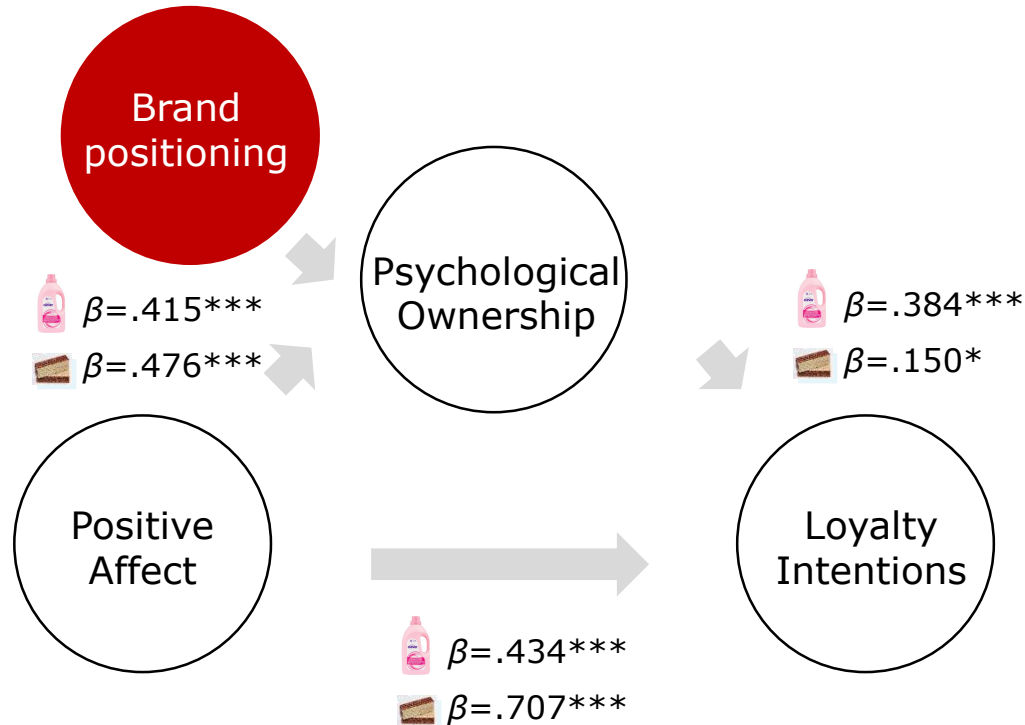 Brand
positioning
Psychological
Ownership
β=.415***
β=.476***
β=.384***
β=.150*
Positive
Affect
Loyalty
Intentions
β=.434***
β=.707***